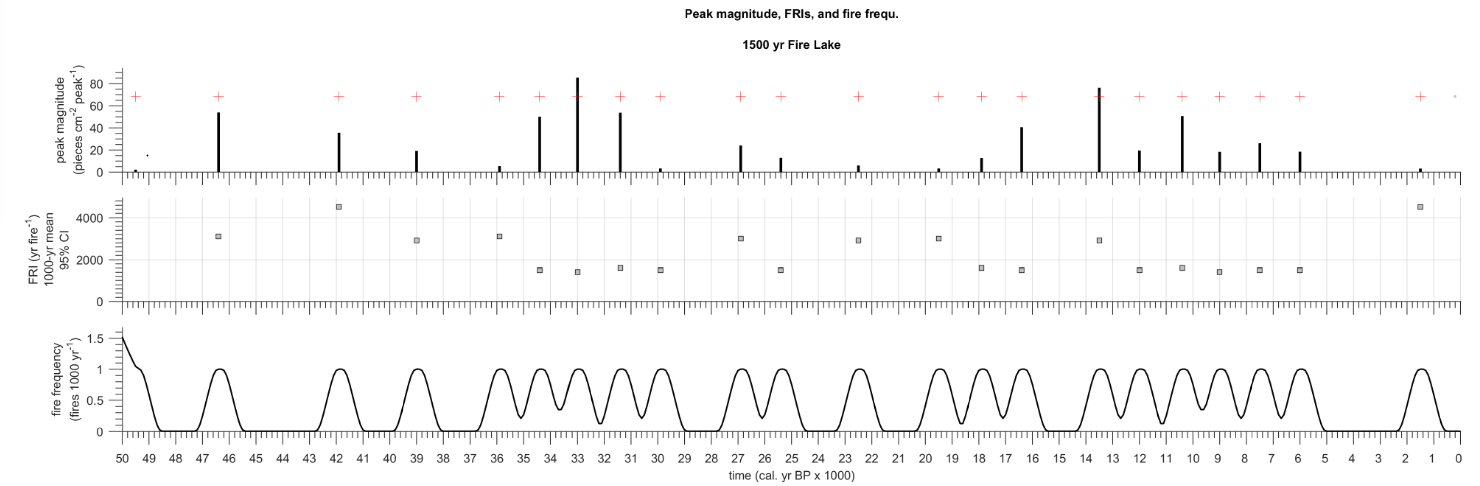 Peak magnitude, FRIs, and fire frequ.
1500 yr Fire Lake
peak magnitude
(pieces cm⁻² peak⁻¹)
80
60
40
20
0
FRI (yr fire⁻¹)
1000-yr mean
95% CI
4000
2000
0
fire frequency
(fires 1000 yr⁻¹)
1.5
1
0.5
0
50 49 48 47 46 45 44 43 42 41 40 39 38 37 36 35 34 33 32 31 30 29 28 27 26 25 24 23 22 21 20 19 18 17 16 15 14 13 12 11 10 9 8 7 6 5 4 3 2 1 0
time (cal. yr BP x 1000)